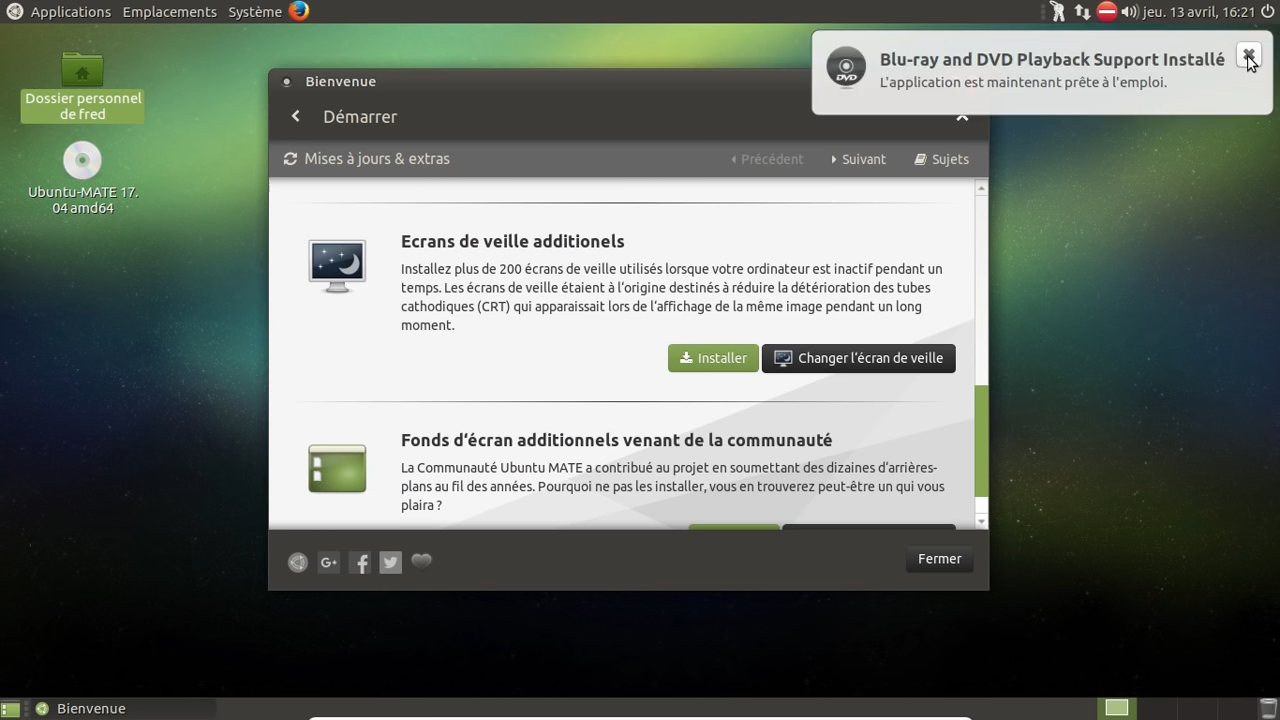 Applications Emplacements Système jeu. 13 avril, 16:21
Blu-ray and DVD Playback Support Installé
L'application est maintenant prête à l'emploi.
Dossier personnel
de fred
Ubuntu-MATE 17.
04 amd64
Bienvenue
Démarrer
Mises à jours & extras Précédent Suivant Sujets
Ecrans de veille additionels
Installez plus de 200 écrans de veille utilisés lorsque votre ordinateur est inactif pendant un
temps. Les écrans de veille étaient à l'origine destinés à réduire la détérioration des tubes
cathodiques (CRT) qui apparaissait lors de l'affichage de la même image pendant un long
moment.
Installer Changer l'écran de veille
Fonds d'écran additionnels venant de la communauté
La Communauté Ubuntu MATE a contribué au projet en soumettant des dizaines d'arrières-
plans au fil des années. Pourquoi ne pas les installer, vous en trouverez peut-être un qui vous
plaira ?
Fermer
Bienvenue